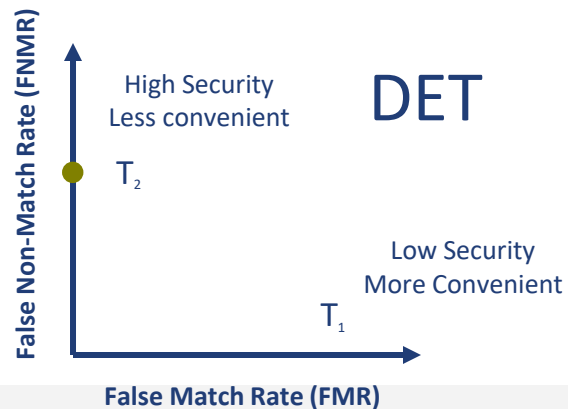 High Security
Less convenient
DET
False Non-Match Rate (FNMR)
T₂
Low Security
More Convenient
T₁
False Match Rate (FMR)